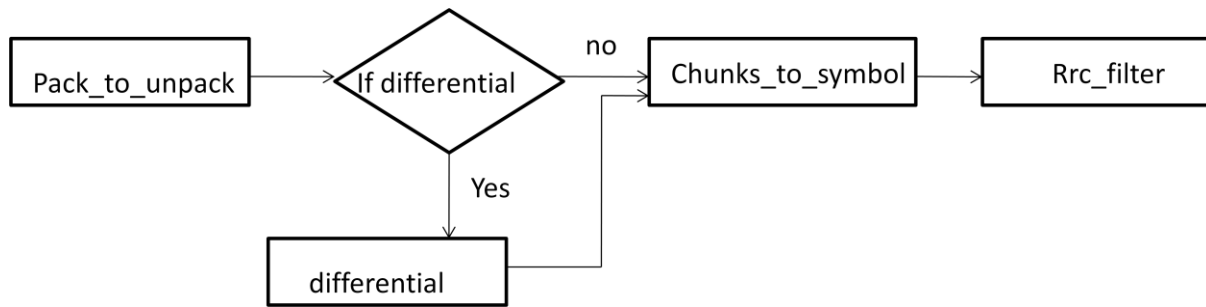 Pack_to_unpack
If differential
no
Chunks_to_symbol
Rrc_filter
Yes
differential